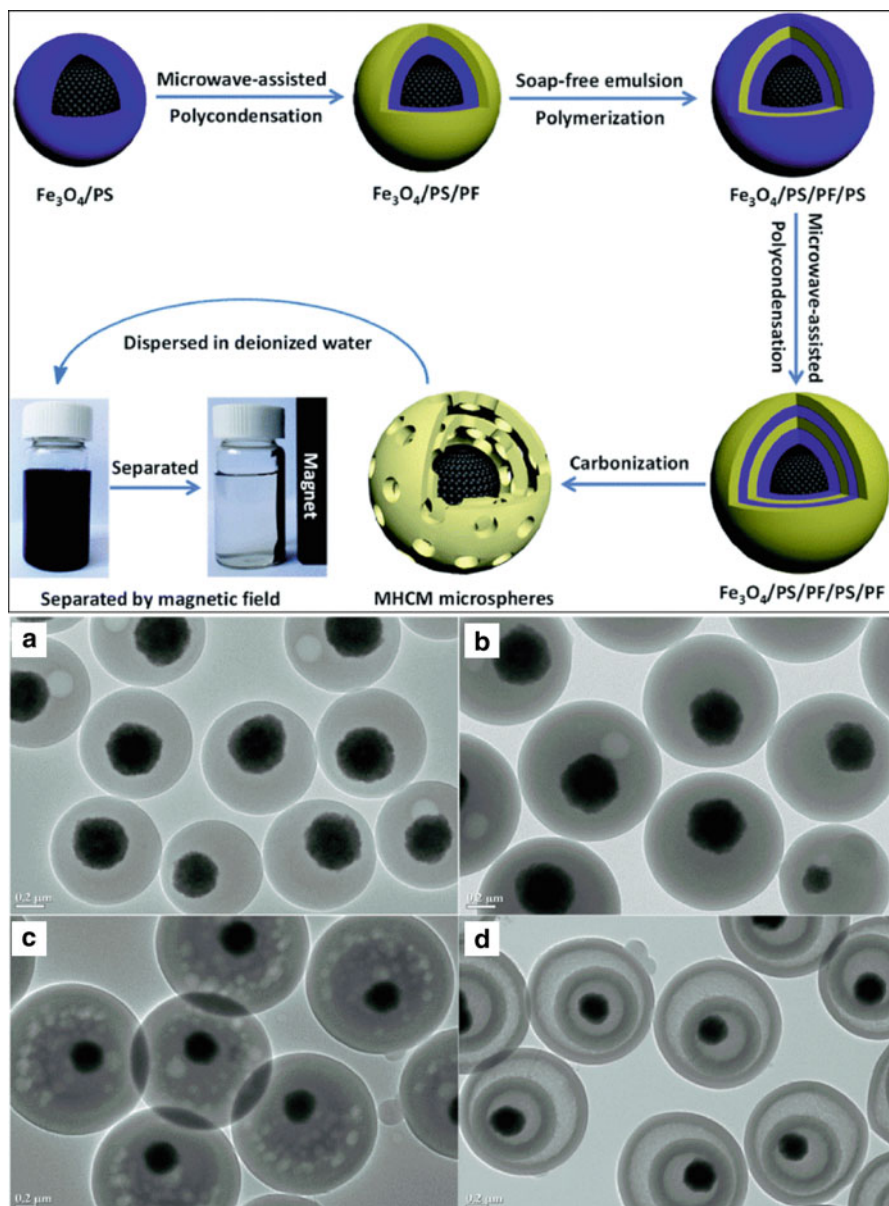 Microwave-assisted
Polycondensation
Soap-free emulsion
Polymerization
Fe₃O₄/PS
Fe₃O₄/PS/PF
Fe₃O₄/PS/PF/PS
Microwave-assisted
Polycondensation
Dispersed in deionized water
Separated
Magnet
Carbonization
Separated by magnetic field
MHCM microspheres
Fe₃O₄/PS/PF/PS/PF
a
0.2 μm
b
0.2 μm
c
0.2 μm
d
0.2 μm